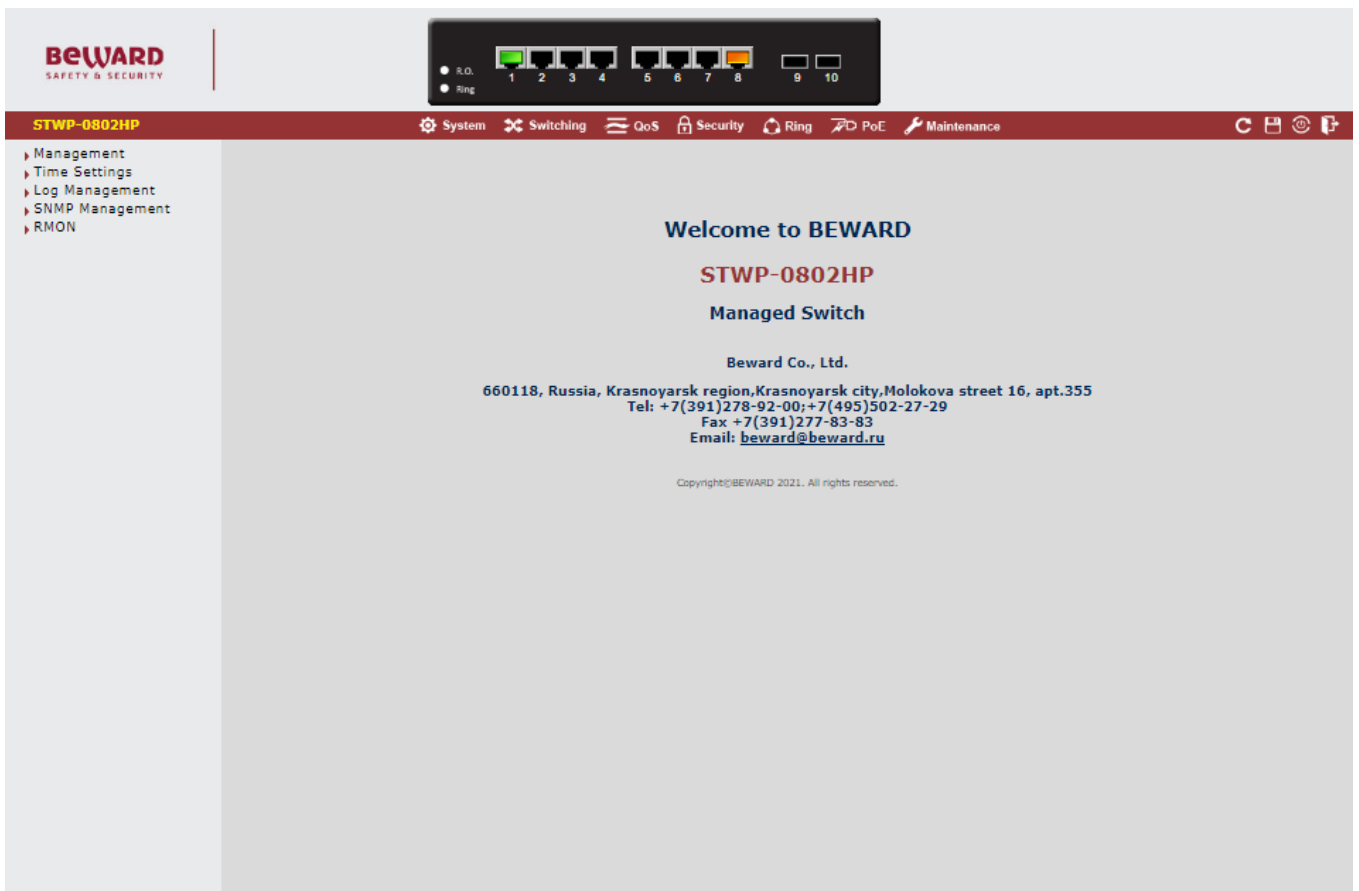 BEWARD
SAFETY & SECURITY
R.O.
Ring
1 2 3 4 5 6 7 8 9 10
STWP-0802HP
System Switching QoS Security Ring PoE Maintenance
Management
Time Settings
Log Management
SNMP Management
RMON
Welcome to BEWARD
STWP-0802HP
Managed Switch
Beward Co., Ltd.
660118, Russia, Krasnoyarsk region,Krasnoyarsk city,Molokova street 16, apt.355
Tel: +7(391)278-92-00;+7(495)502-27-29
Fax +7(391)277-83-83
Email: beward@beward.ru
Copyright©BEWARD 2021. All rights reserved.